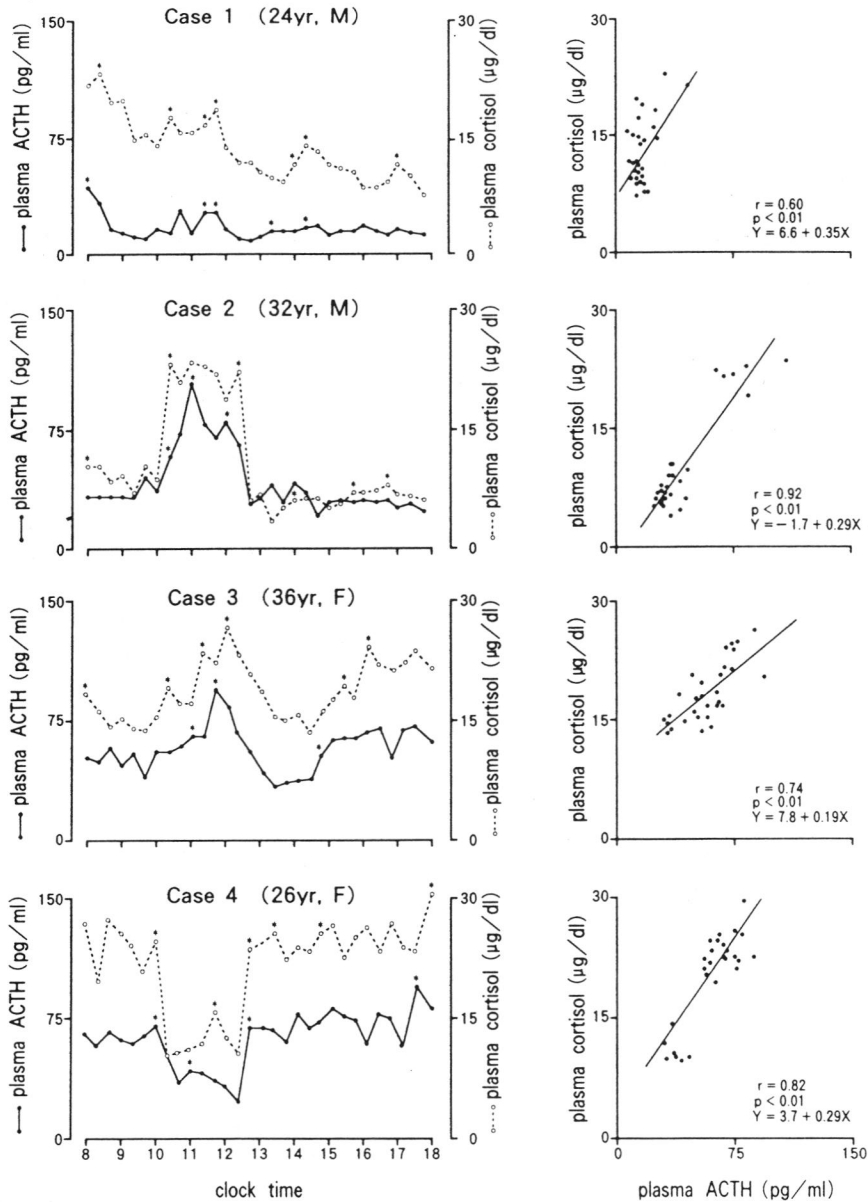 Case 1 (24yr, M)
plasma ACTH (pg/ml)
150
75
0
plasma cortisol (µg/dl)
30
15
0
plasma cortisol (µg/dl)
30
15
0
r = 0.60
p < 0.01
Y = 6.6 + 0.35X
Case 2 (32yr, M)
plasma ACTH (pg/ml)
150
75
0
plasma cortisol (µg/dl)
30
15
0
plasma cortisol (µg/dl)
30
15
0
r = 0.92
p < 0.01
Y = − 1.7 + 0.29X
Case 3 (36yr, F)
plasma ACTH (pg/ml)
150
75
0
plasma cortisol (µg/dl)
30
15
0
plasma cortisol (µg/dl)
30
15
0
r = 0.74
p < 0.01
Y = 7.8 + 0.19X
Case 4 (26yr, F)
plasma ACTH (pg/ml)
150
75
0
plasma cortisol (µg/dl)
30
15
0
8 9 10 11 12 13 14 15 16 17 18
clock time
plasma cortisol (µg/dl)
30
15
0
r = 0.82
p < 0.01
Y = 3.7 + 0.29X
0 75 150
plasma ACTH (pg/ml)